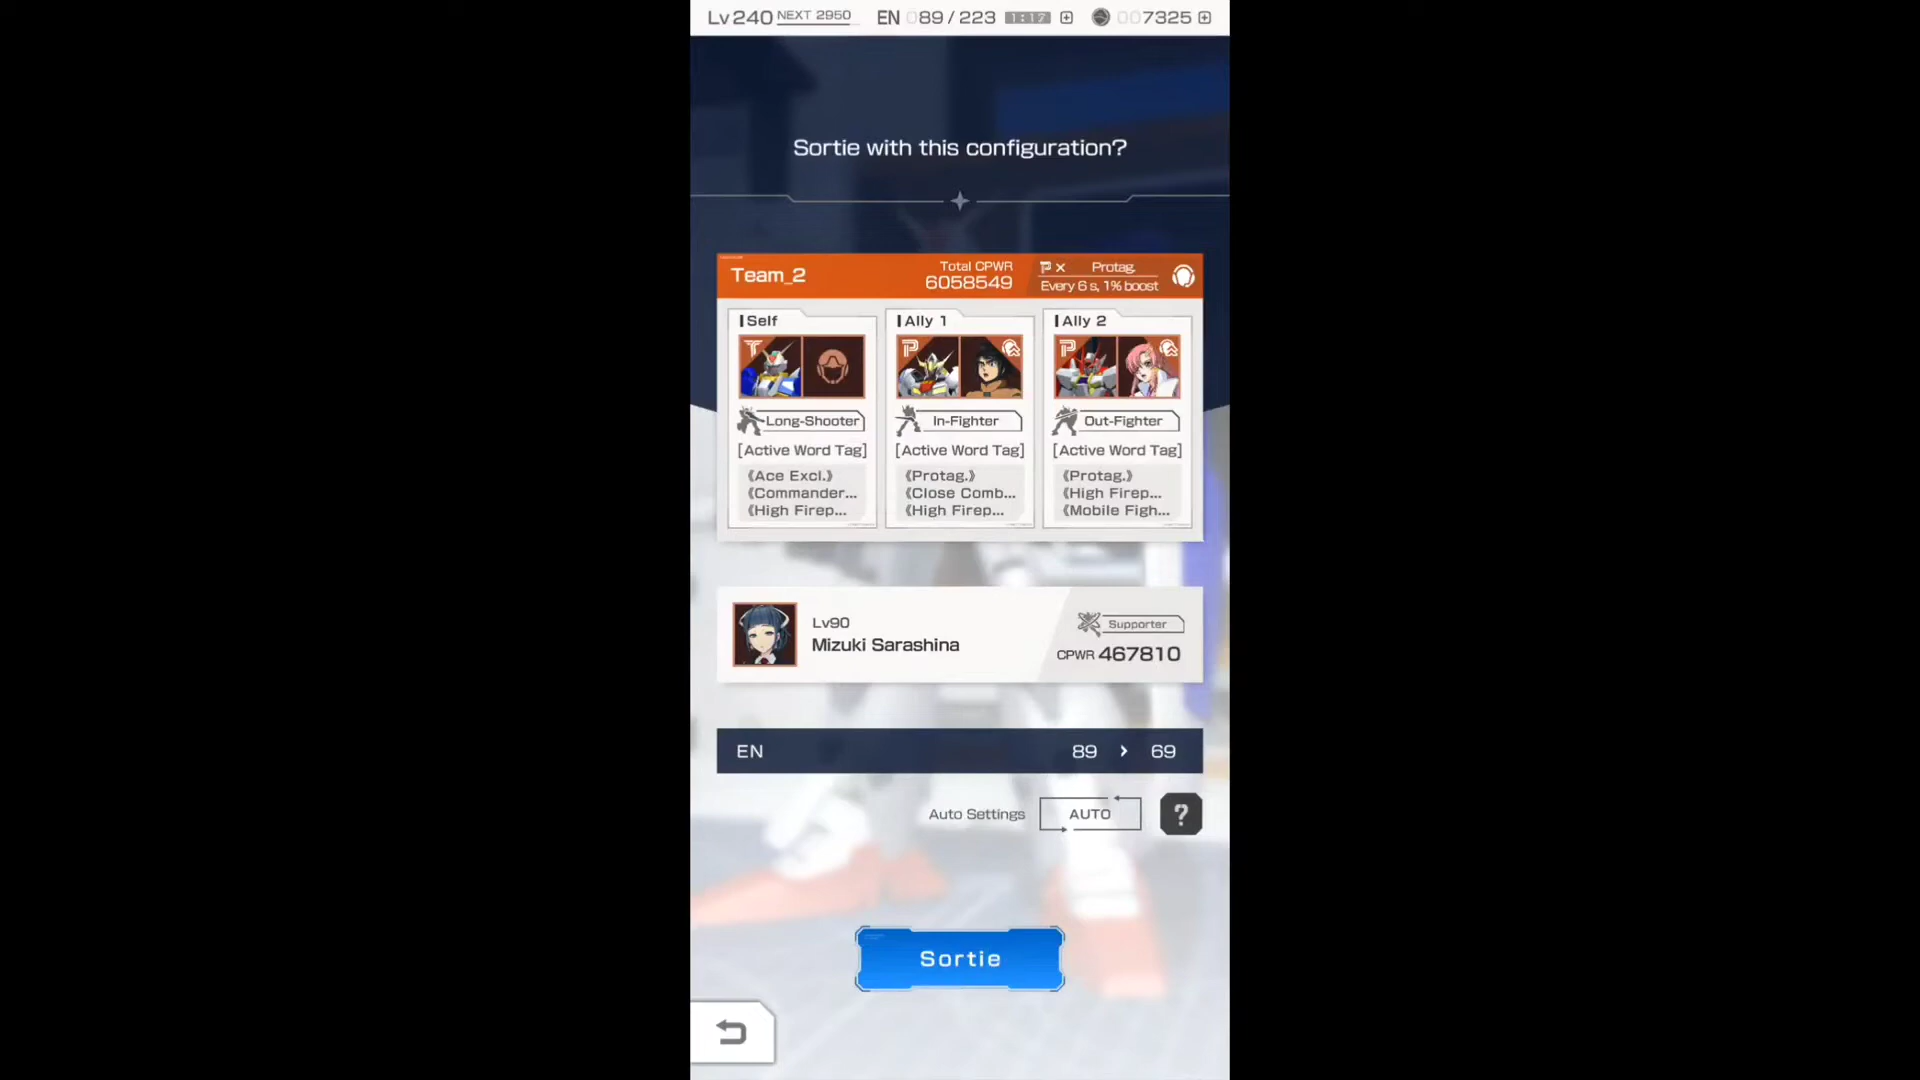 Lv240 NEXT 2950 EN 089/223 1:17 007325
Sortie with this configuration?
Team_2
Total CPWR
6058549
P × Protag.
Every 6 s, 1% boost
Self
T
Long-Shooter
[Active Word Tag]
《Ace Excl.》
《Commander...
《High Firep...
Ally 1
P
In-Fighter
[Active Word Tag]
《Protag.》
《Close Comb...
《High Firep...
Ally 2
P
Out-Fighter
[Active Word Tag]
《Protag.》
《High Firep...
《Mobile Figh...
Lv90
Mizuki Sarashina
Supporter
CPWR 467810
EN 89 > 69
Auto Settings AUTO ?
Sortie